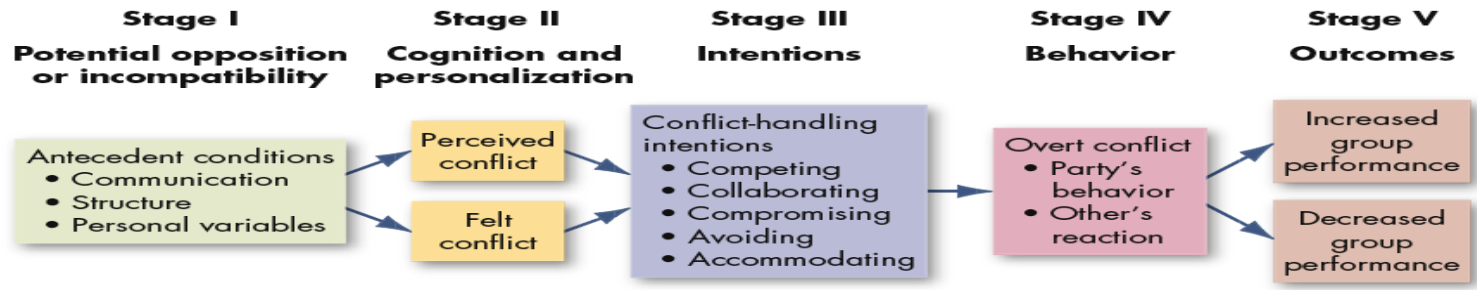 Stage I
Potential opposition
or incompatibility
Antecedent conditions
• Communication
• Structure
• Personal variables
Stage II
Cognition and
personalization
Perceived
conflict
Felt
conflict
Stage III
Intentions
Conflict-handling
intentions
• Competing
• Collaborating
• Compromising
• Avoiding
• Accommodating
Stage IV
Behavior
Overt conflict
• Party's
behavior
• Other's
reaction
Stage V
Outcomes
Increased
group
performance
Decreased
group
performance